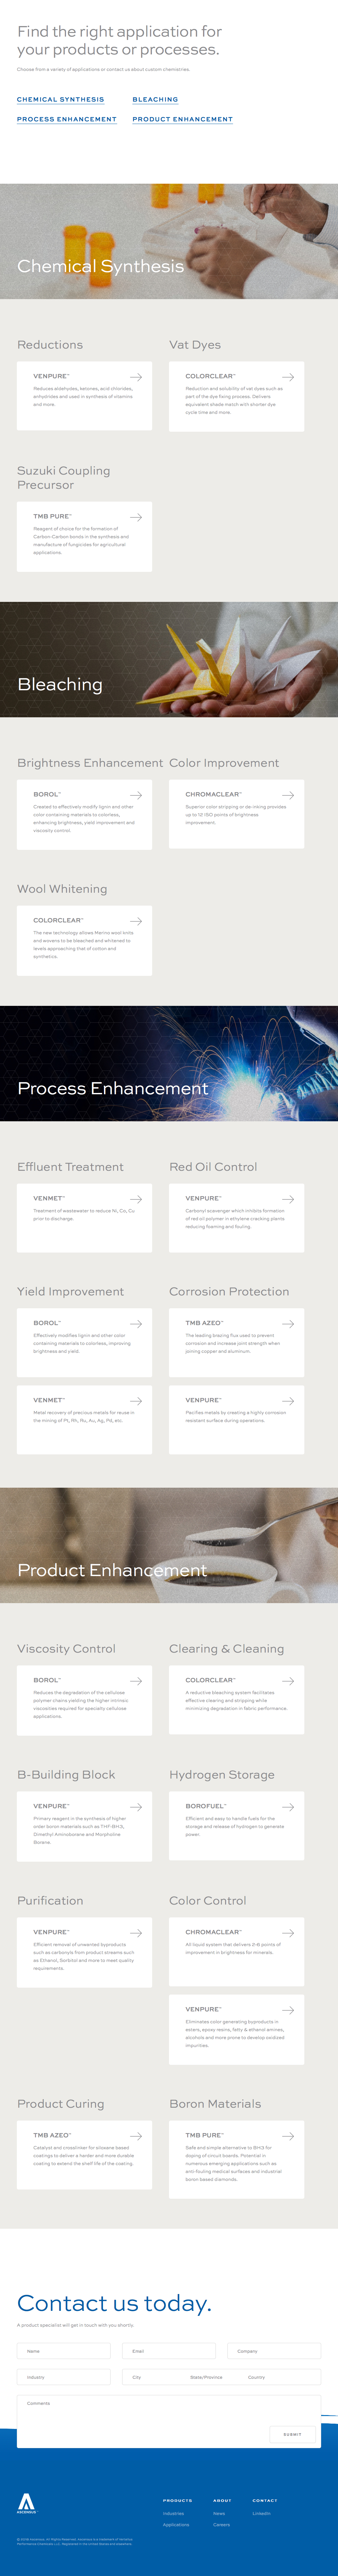 Find the right application for
your products or processes.
Choose from a variety of applications or contact us about custom chemistries.
CHEMICAL SYNTHESIS
BLEACHING
PROCESS ENHANCEMENT
PRODUCT ENHANCEMENT
Chemical Synthesis
Reductions
VENPURE™
Reduces aldehydes, ketones, acid chlorides,
anhydrides and used in synthesis of vitamins
and more.
Vat Dyes
COLORCLEAR™
Reduction and solubility of vat dyes such as
part of the dye fixing process. Delivers
equivalent shade match with shorter dye
cycle time and more.
Suzuki Coupling
Precursor
TMB PURE™
Reagent of choice for the formation of
Carbon-Carbon bonds in the synthesis and
manufacture of fungicides for agricultural
applications.
Bleaching
Brightness Enhancement
BOROL™
Created to effectively modify lignin and other
color containing materials to colorless,
enhancing brightness, yield improvement and
viscosity control.
Color Improvement
CHROMACLEAR™
Superior color stripping or de-inking provides
up to 12 ISO points of brightness
improvement.
Wool Whitening
COLORCLEAR™
The new technology allows Merino wool knits
and wovens to be bleached and whitened to
levels approaching that of cotton and
synthetics.
Process Enhancement
Effluent Treatment
VENMET™
Treatment of wastewater to reduce Ni, Co, Cu
prior to discharge.
Red Oil Control
VENPURE™
Carbonyl scavenger which inhibits formation
of red oil polymer in ethylene cracking plants
reducing foaming and fouling.
Yield Improvement
BOROL™
Effectively modifies lignin and other color
containing materials to colorless, improving
brightness and yield.
VENMET™
Metal recovery of precious metals for reuse in
the mining of Pt, Rh, Ru, Au, Ag, Pd, etc.
Corrosion Protection
TMB AZEO™
The leading brazing flux used to prevent
corrosion and increase joint strength when
joining copper and aluminum.
VENPURE™
Pacifies metals by creating a highly corrosion
resistant surface during operations.
Product Enhancement
Viscosity Control
BOROL™
Reduces the degradation of the cellulose
polymer chains yielding the higher intrinsic
viscosities required for specialty cellulose
applications.
Clearing & Cleaning
COLORCLEAR™
A reductive bleaching system facilitates
effective clearing and stripping while
minimizing degradation in fabric performance.
B-Building Block
VENPURE™
Primary reagent in the synthesis of higher
order boron materials such as THF-BH3,
Dimethyl Aminoborane and Morpholine
Borane.
Hydrogen Storage
BOROFUEL™
Efficient and easy to handle fuels for the
storage and release of hydrogen to generate
power.
Purification
VENPURE™
Efficient removal of unwanted byproducts
such as carbonyls from product streams such
as Ethanol, Sorbitol and more to meet quality
requirements.
Color Control
CHROMACLEAR™
All liquid system that delivers 2-6 points of
improvement in brightness for minerals.
VENPURE™
Eliminates color generating byproducts in
esters, epoxy resins, fatty & ethanol amines,
alcohols and more prone to develop oxidized
impurities.
Product Curing
TMB AZEO™
Catalyst and crosslinker for siloxane based
coatings to deliver a harder and more durable
coating to extend the shelf life of the coating.
Boron Materials
TMB PURE™
Safe and simple alternative to BH3 for
doping of circuit boards. Potential in
numerous emerging applications such as
anti fouling medical surfaces and industrial
boron based diamonds.
Contact us today.
A product specialist will get in touch with you shortly.
Name
Email
Company
Industry
City
State/Province
Country
Comments
SUBMIT
ASCENSUS
PRODUCTS
Industries
Applications
ABOUT
News
Careers
CONTACT
LinkedIn